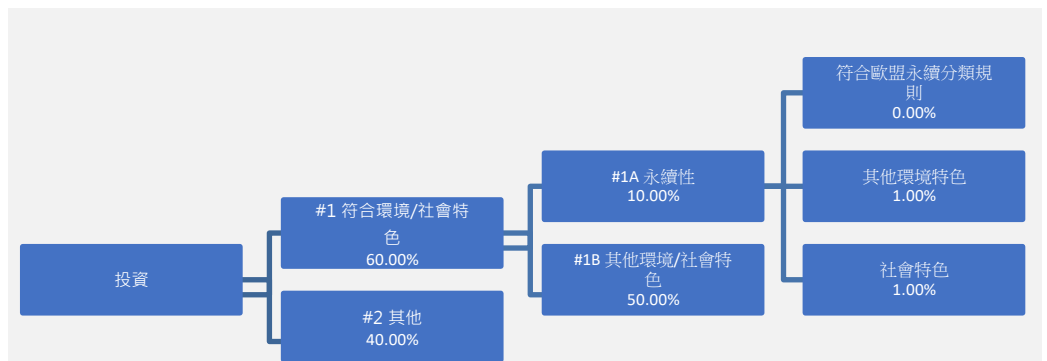 投資
#1 符合環境/社會特
色
60.00%
#2 其他
40.00%
#1A 永續性
10.00%
#1B 其他環境/社會特
色
50.00%
符合歐盟永續分類規
則
0.00%
其他環境特色
1.00%
社會特色
1.00%